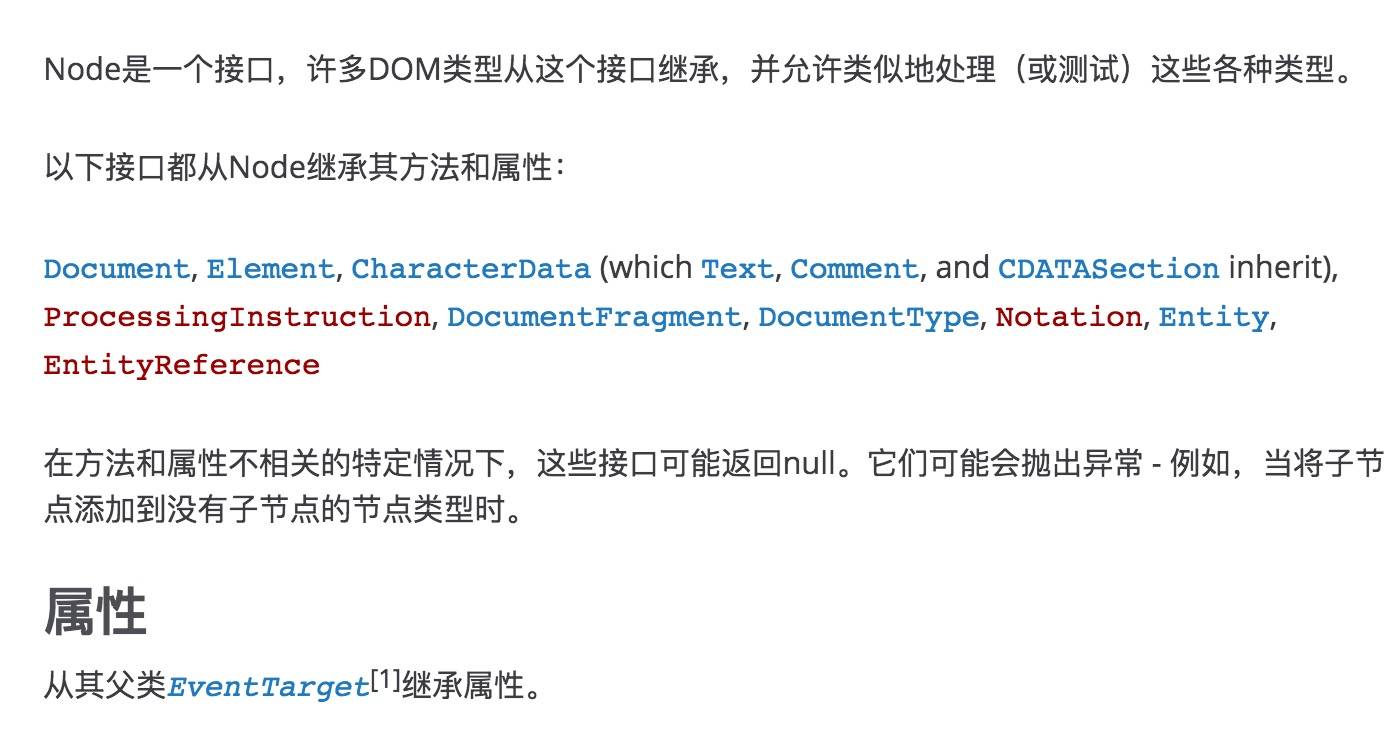 Node是一个接口，许多DOM类型从这个接口继承，并允许类似地处理（或测试）这些各种类型。
以下接口都从Node继承其方法和属性：
Document, Element, CharacterData (which Text, Comment, and CDATASection inherit),
ProcessingInstruction, DocumentFragment, DocumentType, Notation, Entity,
EntityReference
在方法和属性不相关的特定情况下，这些接口可能返回null。它们可能会抛出异常 - 例如，当将子节
点添加到没有子节点的节点类型时。
属性
从其父类EventTarget[1]继承属性。